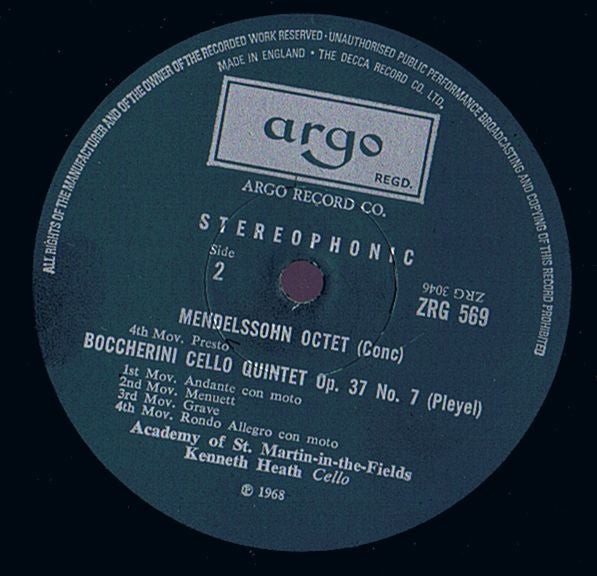 ALL RIGHTS OF THE MANUFACTURER AND OF THE OWNER OF THE RECORDED WORK RESERVED · UNAUTHORISED PUBLIC PERFORMANCE BROADCASTING AND COPYING OF THIS RECORD PROHIBITED
MADE IN ENGLAND · THE DECCA RECORD CO. LTD.
argo
REGD.
ARGO RECORD CO.
STEREOPHONIC
Side
2
ZRG 3046
ZRG 569
MENDELSSOHN OCTET (Conc)
4th Mov. Presto
BOCCHERINI CELLO QUINTET Op. 37 No. 7 (Pleyel)
1st Mov. Andante con moto
2nd Mov. Menuett
3rd Mov. Grave
4th Mov. Rondo Allegro con moto
Academy of St. Martin-in-the-Fields
Kenneth Heath Cello
℗ 1968